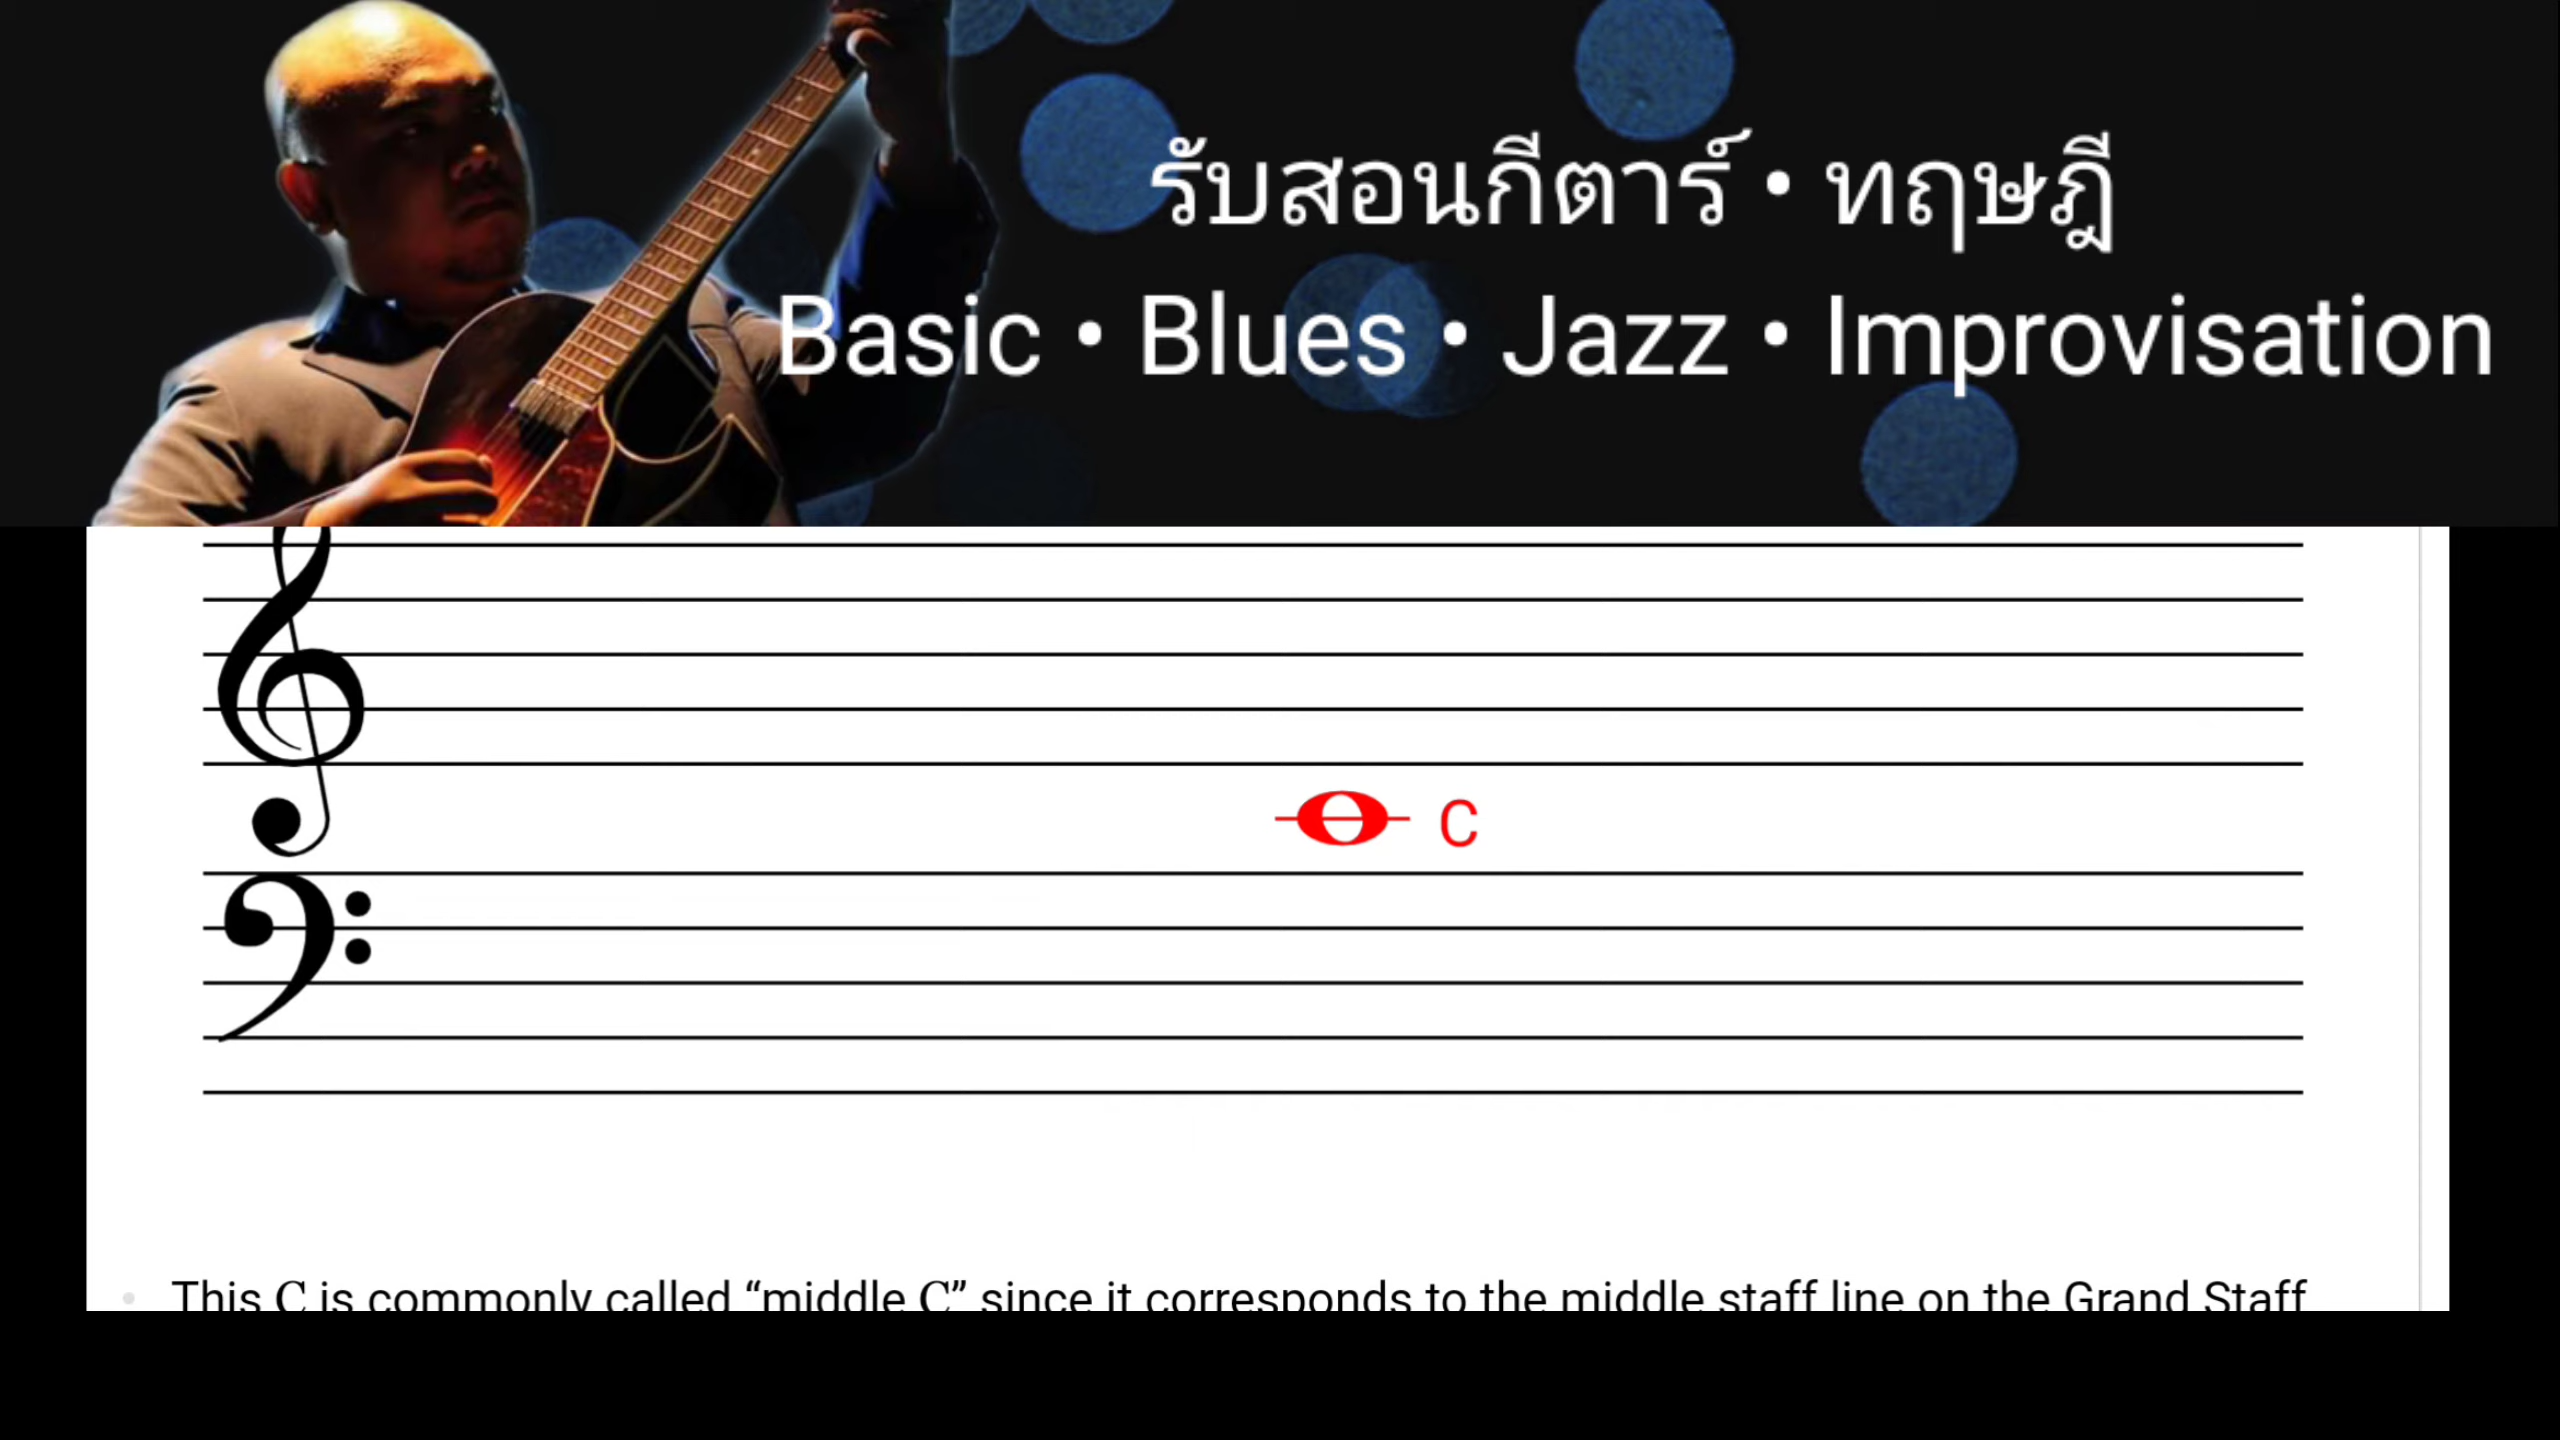 รับสอนกีตาร์ • ทฤษฎี
Basic • Blues • Jazz • Improvisation
C
This C is commonly called “middle C” since it corresponds to the middle staff line on the Grand Staff